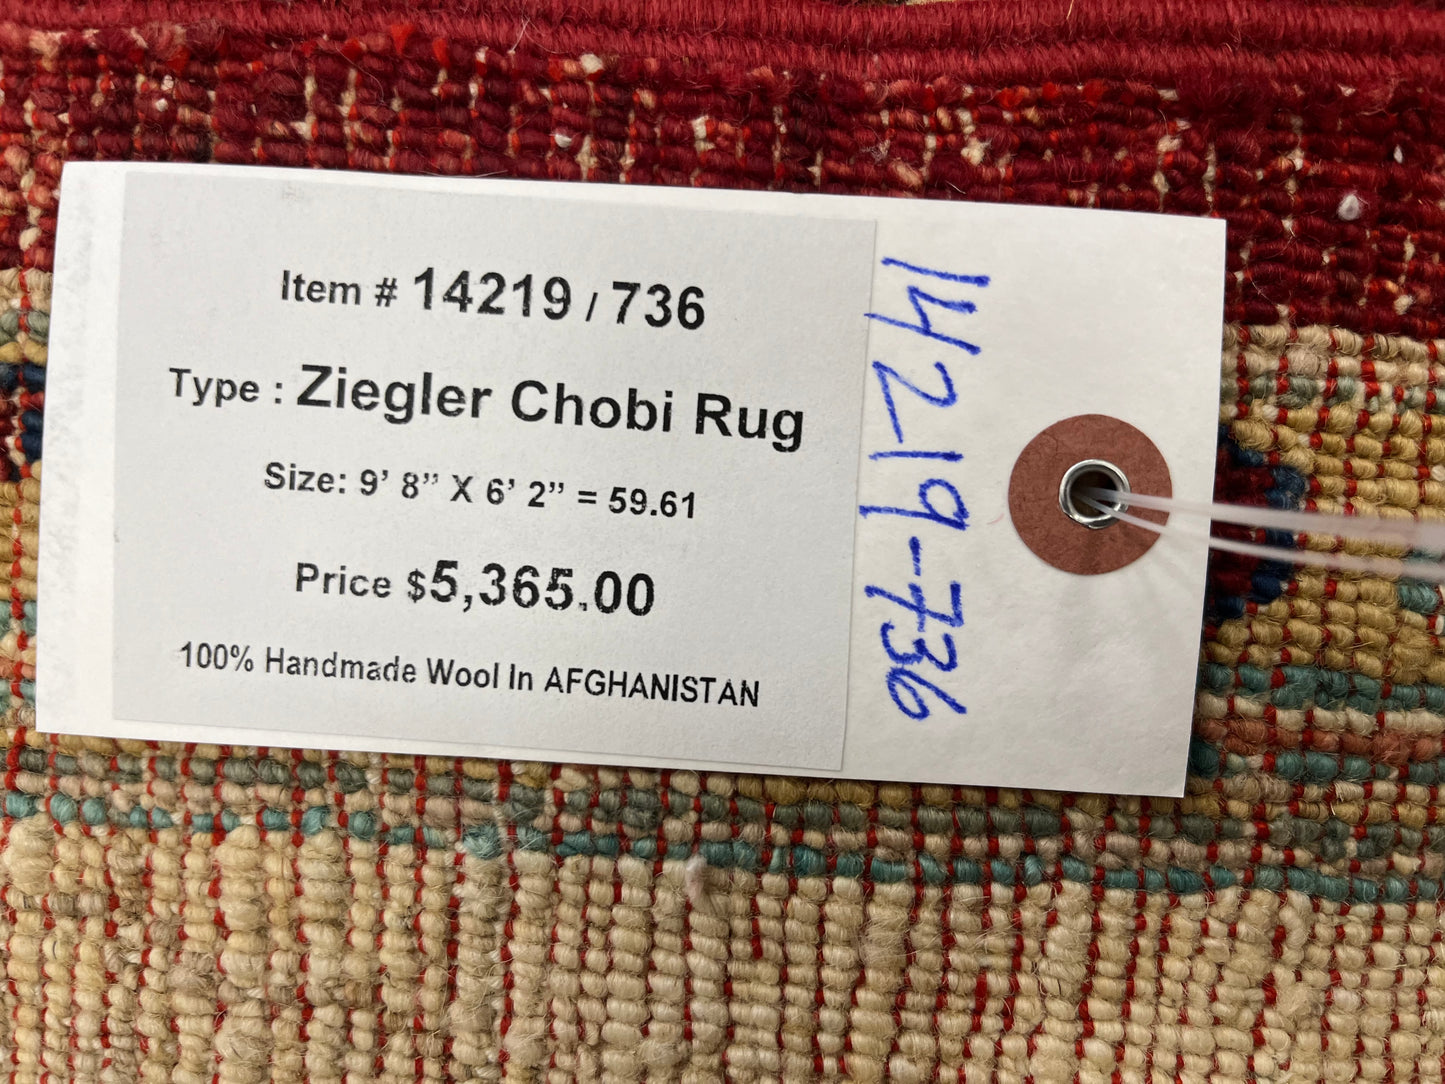 Item # 14219 / 736
Type : Ziegler Chobi Rug
Size: 9’ 8” X 6’ 2” = 59.61
Price $5,365.00
100% Handmade Wool In AFGHANISTAN
14219-736